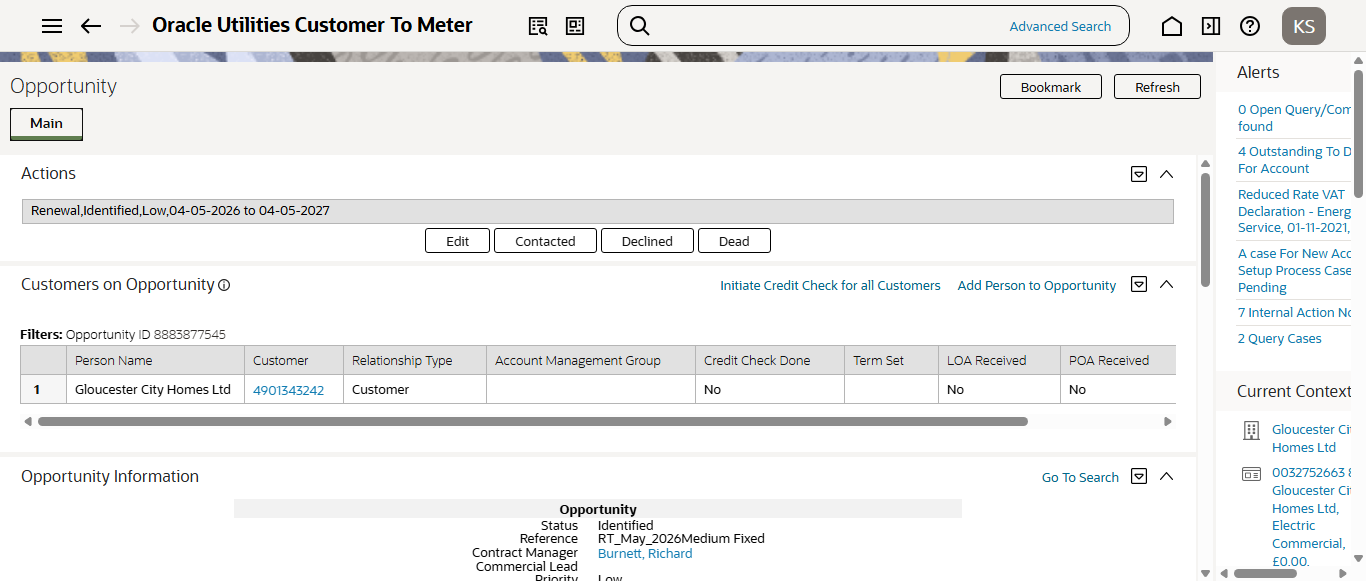 Oracle Utilities Customer To Meter
Advanced Search
KS
Opportunity
Bookmark
Refresh
Main
Actions
Renewal,Identified,Low,04-05-2026 to 04-05-2027
Edit
Contacted
Declined
Dead
Customers on Opportunity
Initiate Credit Check for all Customers
Add Person to Opportunity
Filters: Opportunity ID 8883877545
Person Name
Customer
Relationship Type
Account Management Group
Credit Check Done
Term Set
LOA Received
POA Received
1
Gloucester City Homes Ltd
4901343242
Customer
No
No
No
Opportunity Information
Go To Search
Opportunity
Status Identified
Reference RT_May_2026Medium Fixed
Contract Manager Burnett, Richard
Commercial Lead
Priority Low
Alerts
0 Open Query/Com
found
4 Outstanding To D
For Account
Reduced Rate VAT
Declaration - Energ
Service, 01-11-2021,
A case For New Acc
Setup Process Case
Pending
7 Internal Action No
2 Query Cases
Current Context
Gloucester Ci
Homes Ltd
0032752663 8
Gloucester Ci
Homes Ltd,
Electric
Commercial,
£0.00,